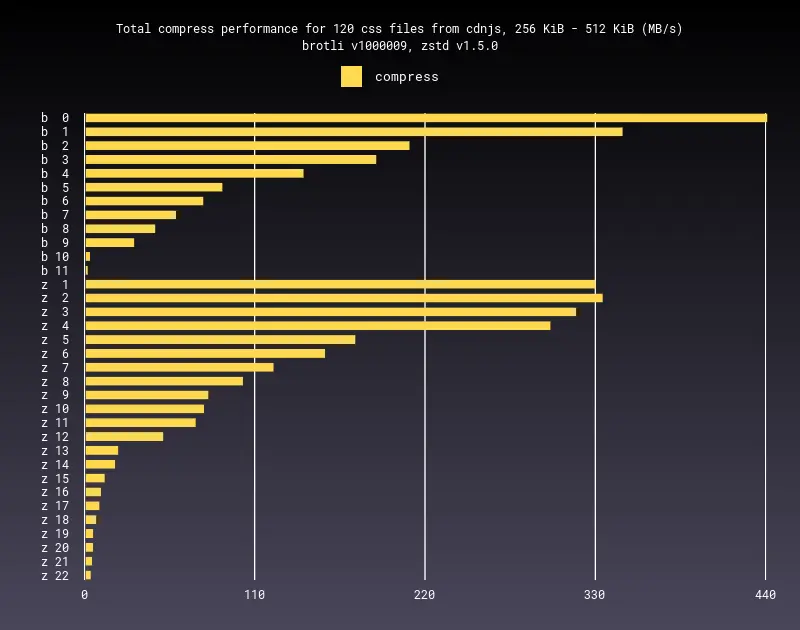 Total compress performance for 120 css files from cdnjs, 256 KiB - 512 KiB (MB/s)
brotli v1000009, zstd v1.5.0
compress
b 0
b 1
b 2
b 3
b 4
b 5
b 6
b 7
b 8
b 9
b 10
b 11
z 1
z 2
z 3
z 4
z 5
z 6
z 7
z 8
z 9
z 10
z 11
z 12
z 13
z 14
z 15
z 16
z 17
z 18
z 19
z 20
z 21
z 22
0 110 220 330 440